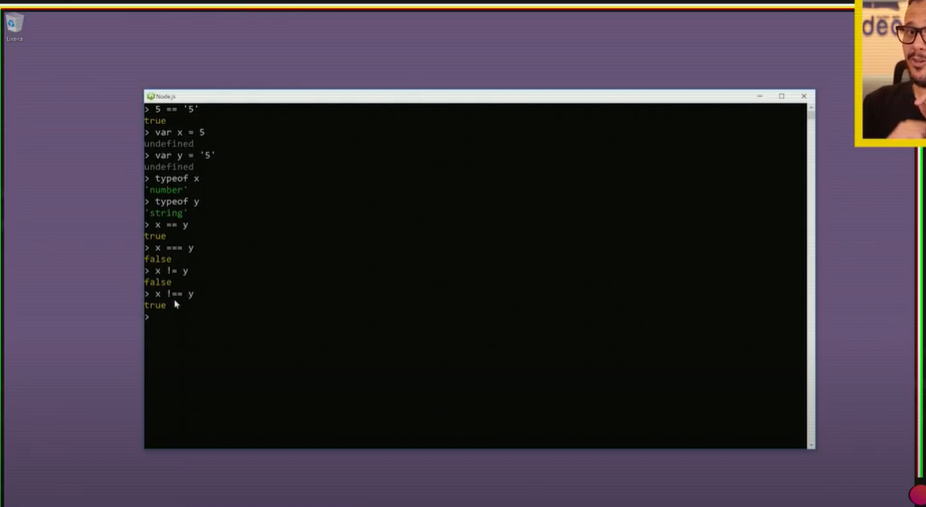 Lixeira
Node.js
> 5 == '5'
true
> var x = 5
undefined
> var y = '5'
undefined
> typeof x
'number'
> typeof y
'string'
> x == y
true
> x === y
false
> x != y
false
> x !== y
true
>